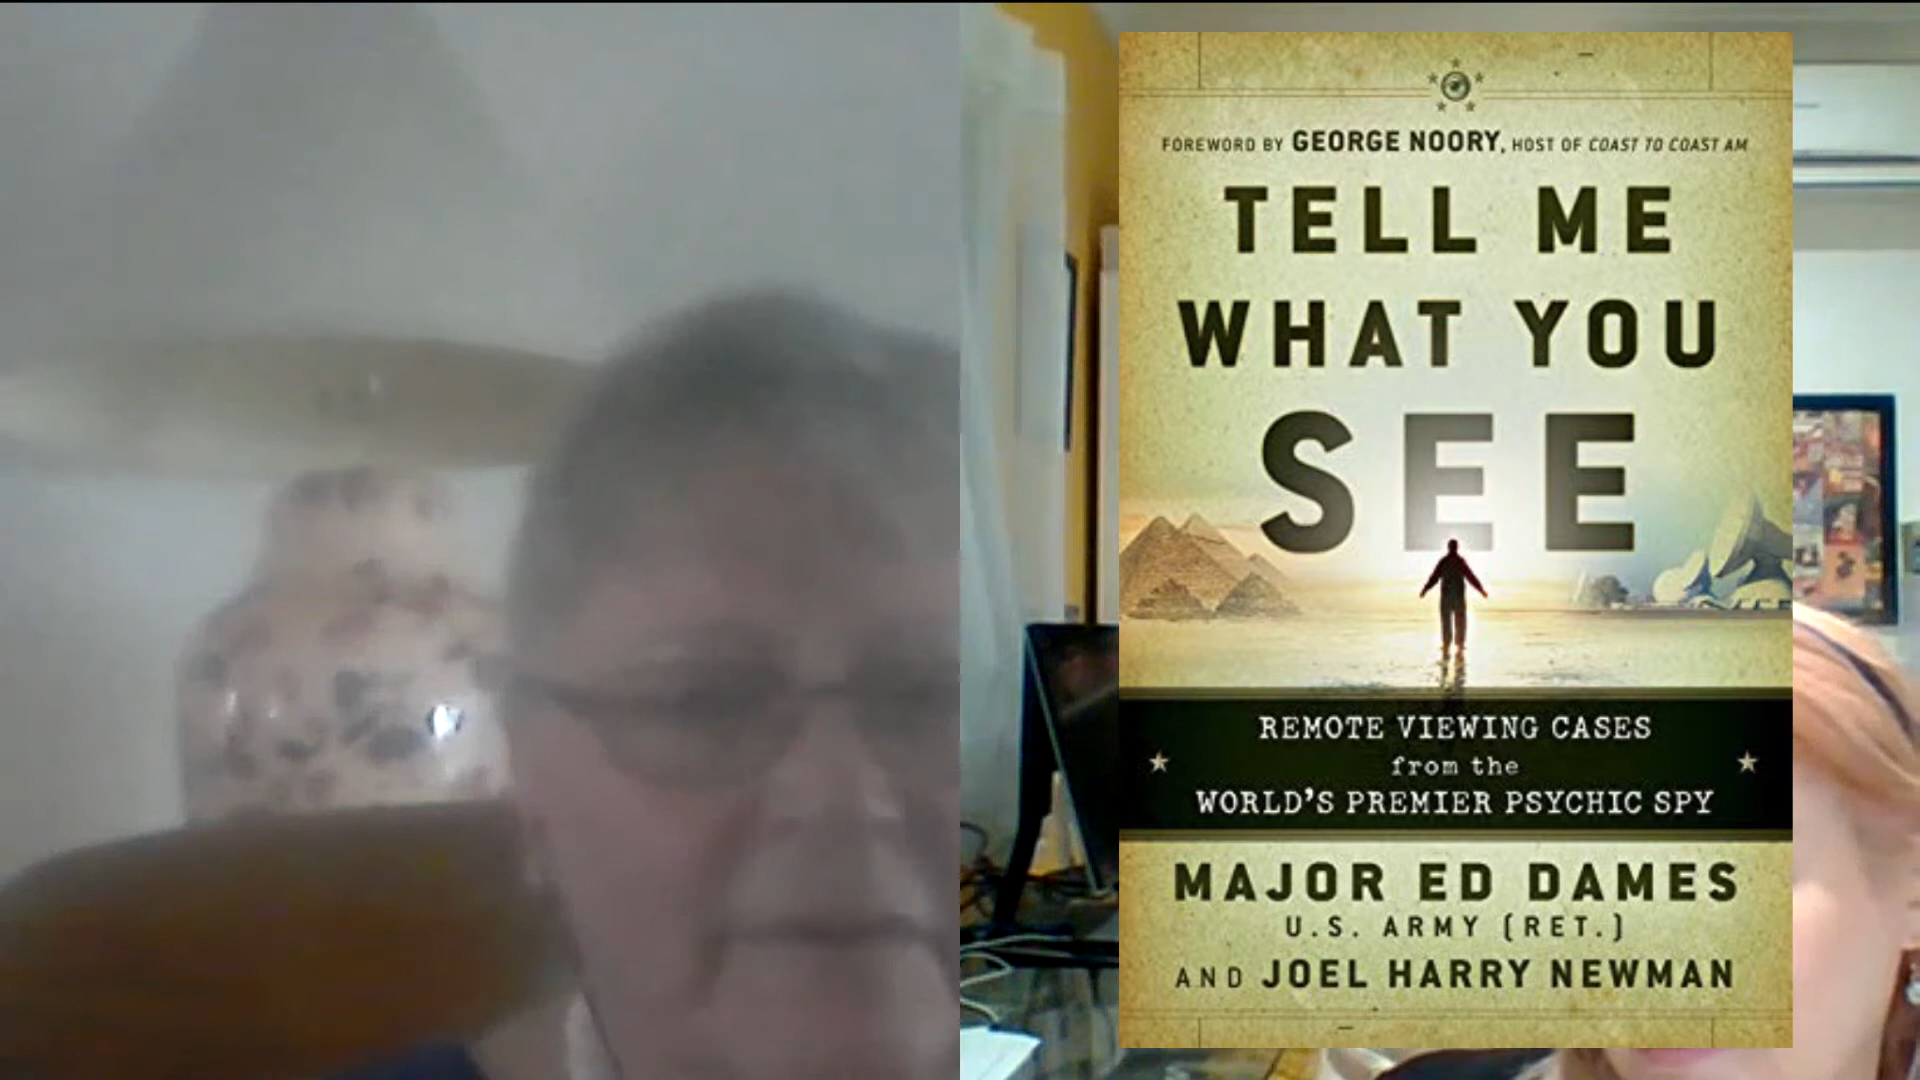 FOREWORD BY GEORGE NOORY, HOST OF COAST TO COAST AM
TELL ME
WHAT YOU
SEE
REMOTE VIEWING CASES
from the
WORLD'S PREMIER PSYCHIC SPY
MAJOR ED DAMES
U.S. ARMY (RET.)
AND JOEL HARRY NEWMAN